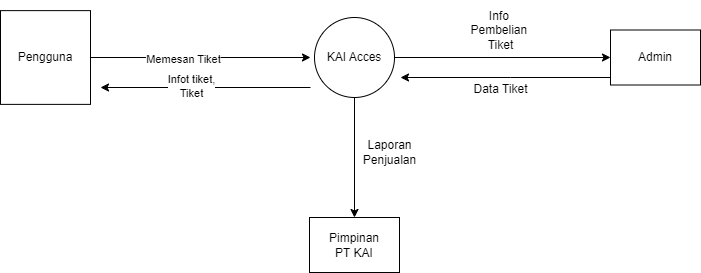 Pengguna
Memesan Tiket
Infot tiket,
Tiket
KAI Acces
Info
Pembelian
Tiket
Data Tiket
Admin
Laporan
Penjualan
Pimpinan
PT KAI